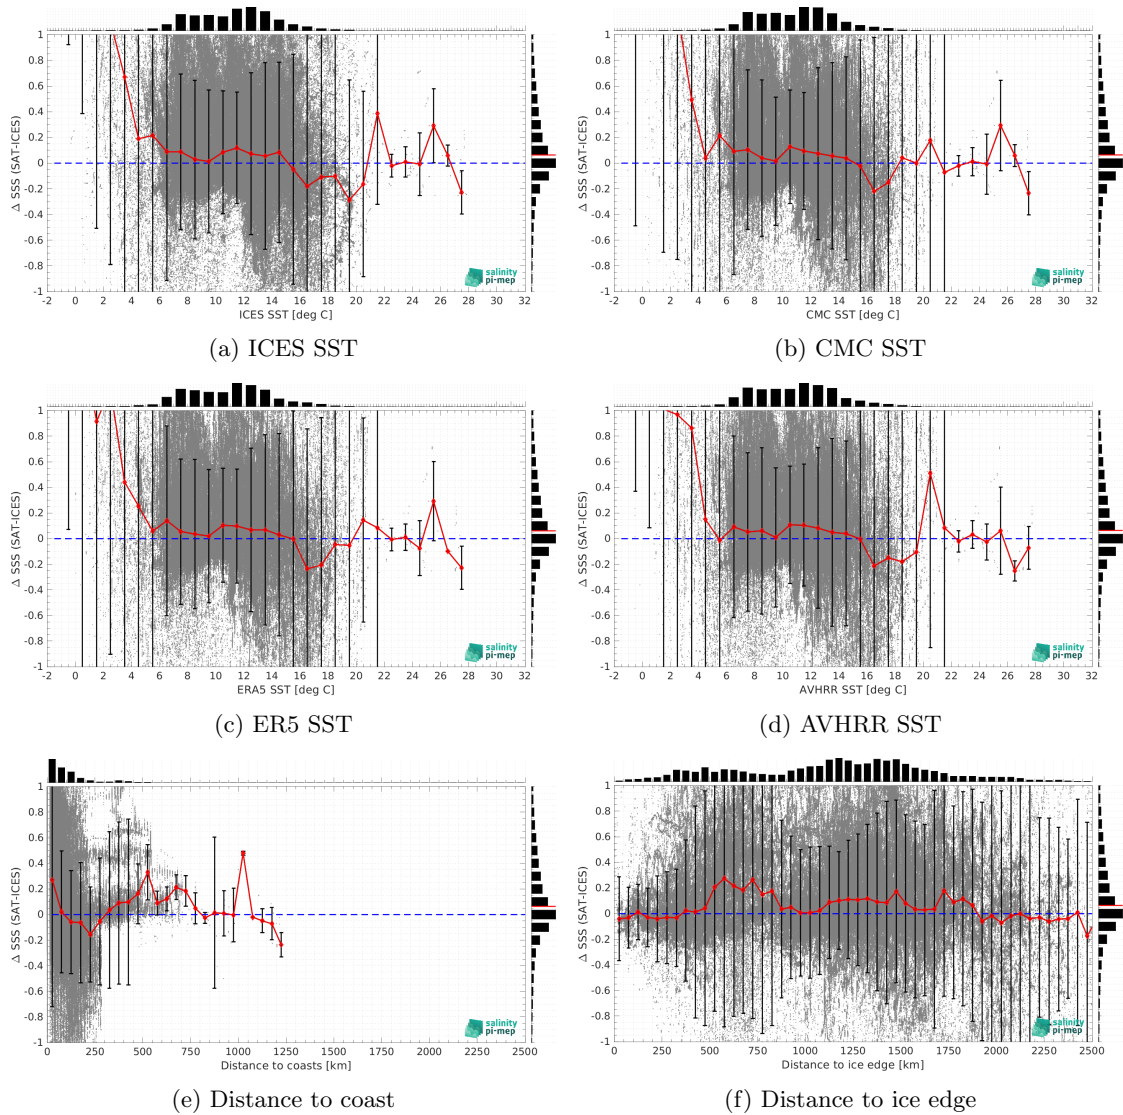 1
0.8
0.6
0.4
0.2
0
-0.2
-0.4
-0.6
-0.8
-1
Δ SSS (SAT-ICES)
-2 0 2 4 6 8 10 12 14 16 18 20 22 24 26 28 30 32
ICES SST [deg C]
salinity
pi-mep
(a) ICES SST
1
0.8
0.6
0.4
0.2
0
-0.2
-0.4
-0.6
-0.8
-1
Δ SSS (SAT-ICES)
-2 0 2 4 6 8 10 12 14 16 18 20 22 24 26 28 30 32
CMC SST [deg C]
salinity
pi-mep
(b) CMC SST
1
0.8
0.6
0.4
0.2
0
-0.2
-0.4
-0.6
-0.8
-1
Δ SSS (SAT-ICES)
-2 0 2 4 6 8 10 12 14 16 18 20 22 24 26 28 30 32
ERA5 SST [deg C]
salinity
pi-mep
(c) ER5 SST
1
0.8
0.6
0.4
0.2
0
-0.2
-0.4
-0.6
-0.8
-1
Δ SSS (SAT-ICES)
-2 0 2 4 6 8 10 12 14 16 18 20 22 24 26 28 30 32
AVHRR SST [deg C]
salinity
pi-mep
(d) AVHRR SST
1
0.8
0.6
0.4
0.2
0
-0.2
-0.4
-0.6
-0.8
-1
Δ SSS (SAT-ICES)
0 250 500 750 1000 1250 1500 1750 2000 2250 2500
Distance to coasts [km]
salinity
pi-mep
(e) Distance to coast
1
0.8
0.6
0.4
0.2
0
-0.2
-0.4
-0.6
-0.8
-1
Δ SSS (SAT-ICES)
0 250 500 750 1000 1250 1500 1750 2000 2250 2500
Distance to ice edge [km]
salinity
pi-mep
(f) Distance to ice edge